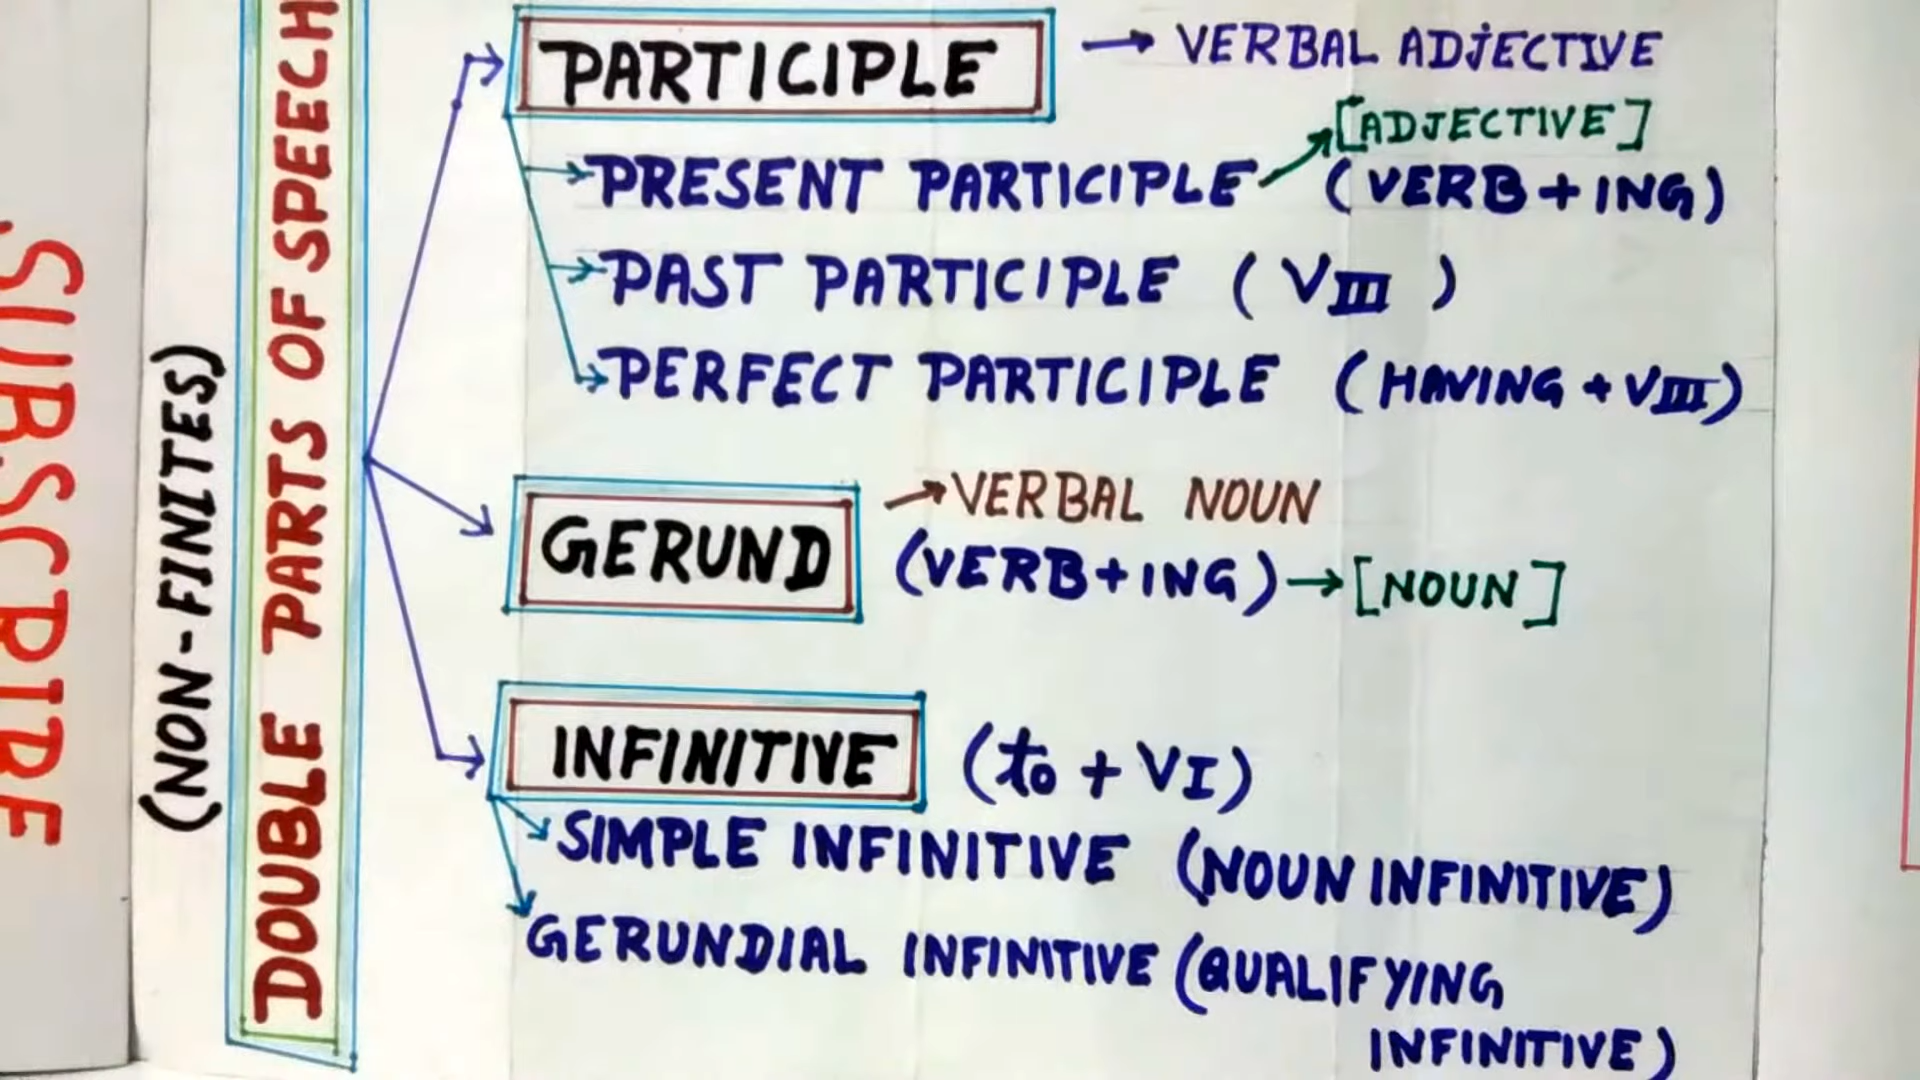 SUBSCRIBE
(NON-FINITES)
DOUBLE PARTS OF SPEECH
PARTICIPLE → VERBAL ADJECTIVE
[ADJECTIVE]
PRESENT PARTICIPLE (VERB+ING)
PAST PARTICIPLE (VIII)
PERFECT PARTICIPLE (HAVING + VIII)
GERUND → VERBAL NOUN
(VERB+ING) → [NOUN]
INFINITIVE (to + VI)
SIMPLE INFINITIVE (NOUN INFINITIVE)
GERUNDIAL INFINITIVE (QUALIFYING
INFINITIVE)